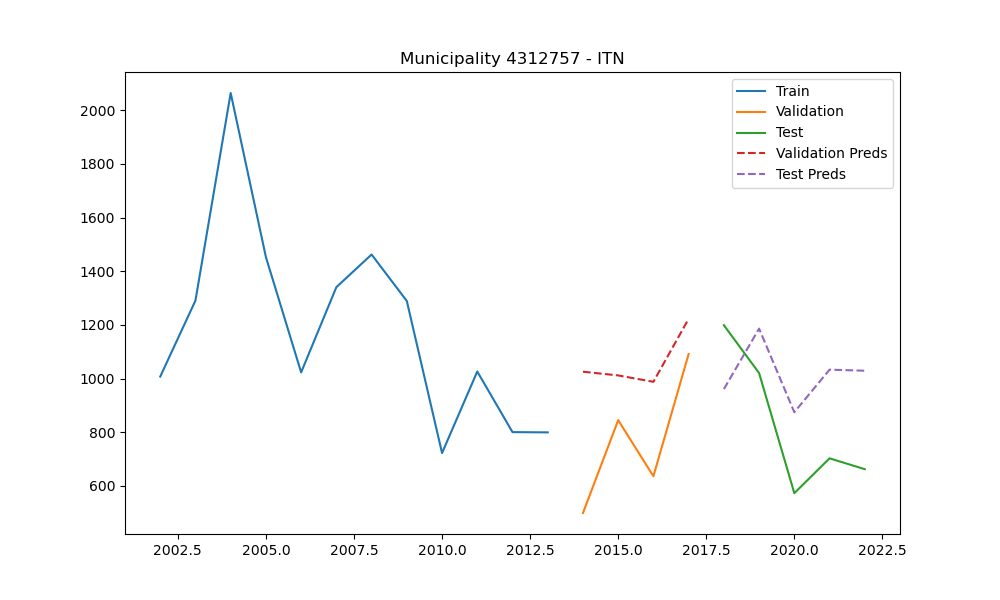 Municipality 4312757 - ITN
2000
1800
1600
1400
1200
1000
800
600
Train
Validation
Test
Validation Preds
Test Preds
2002.5 2005.0 2007.5 2010.0 2012.5 2015.0 2017.5 2020.0 2022.5